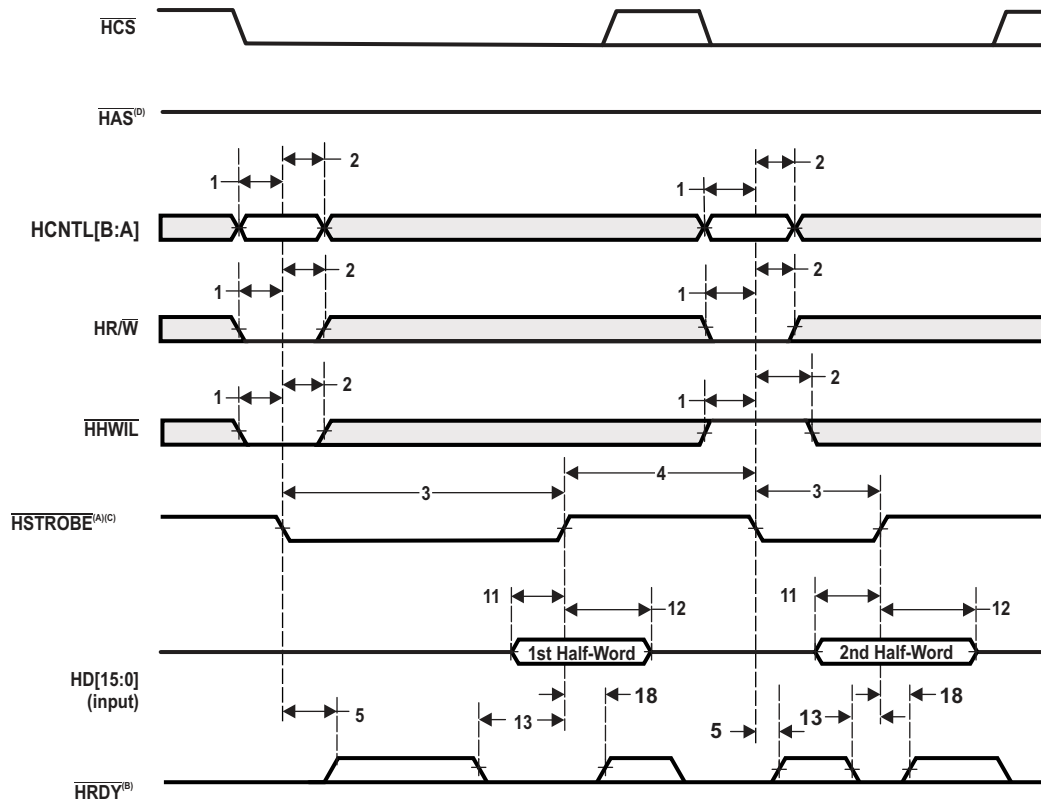 HCS
HAS(D)
2
2
1
1
HCNTL[B:A]
2
2
1
1
HR/W
2
2
1
1
HHWIL
4
3
3
HSTROBE(A)(C)
11
12
11
12
1st Half-Word
2nd Half-Word
HD[15:0]
(input)
18
18
5
13
5
13
HRDY(B)